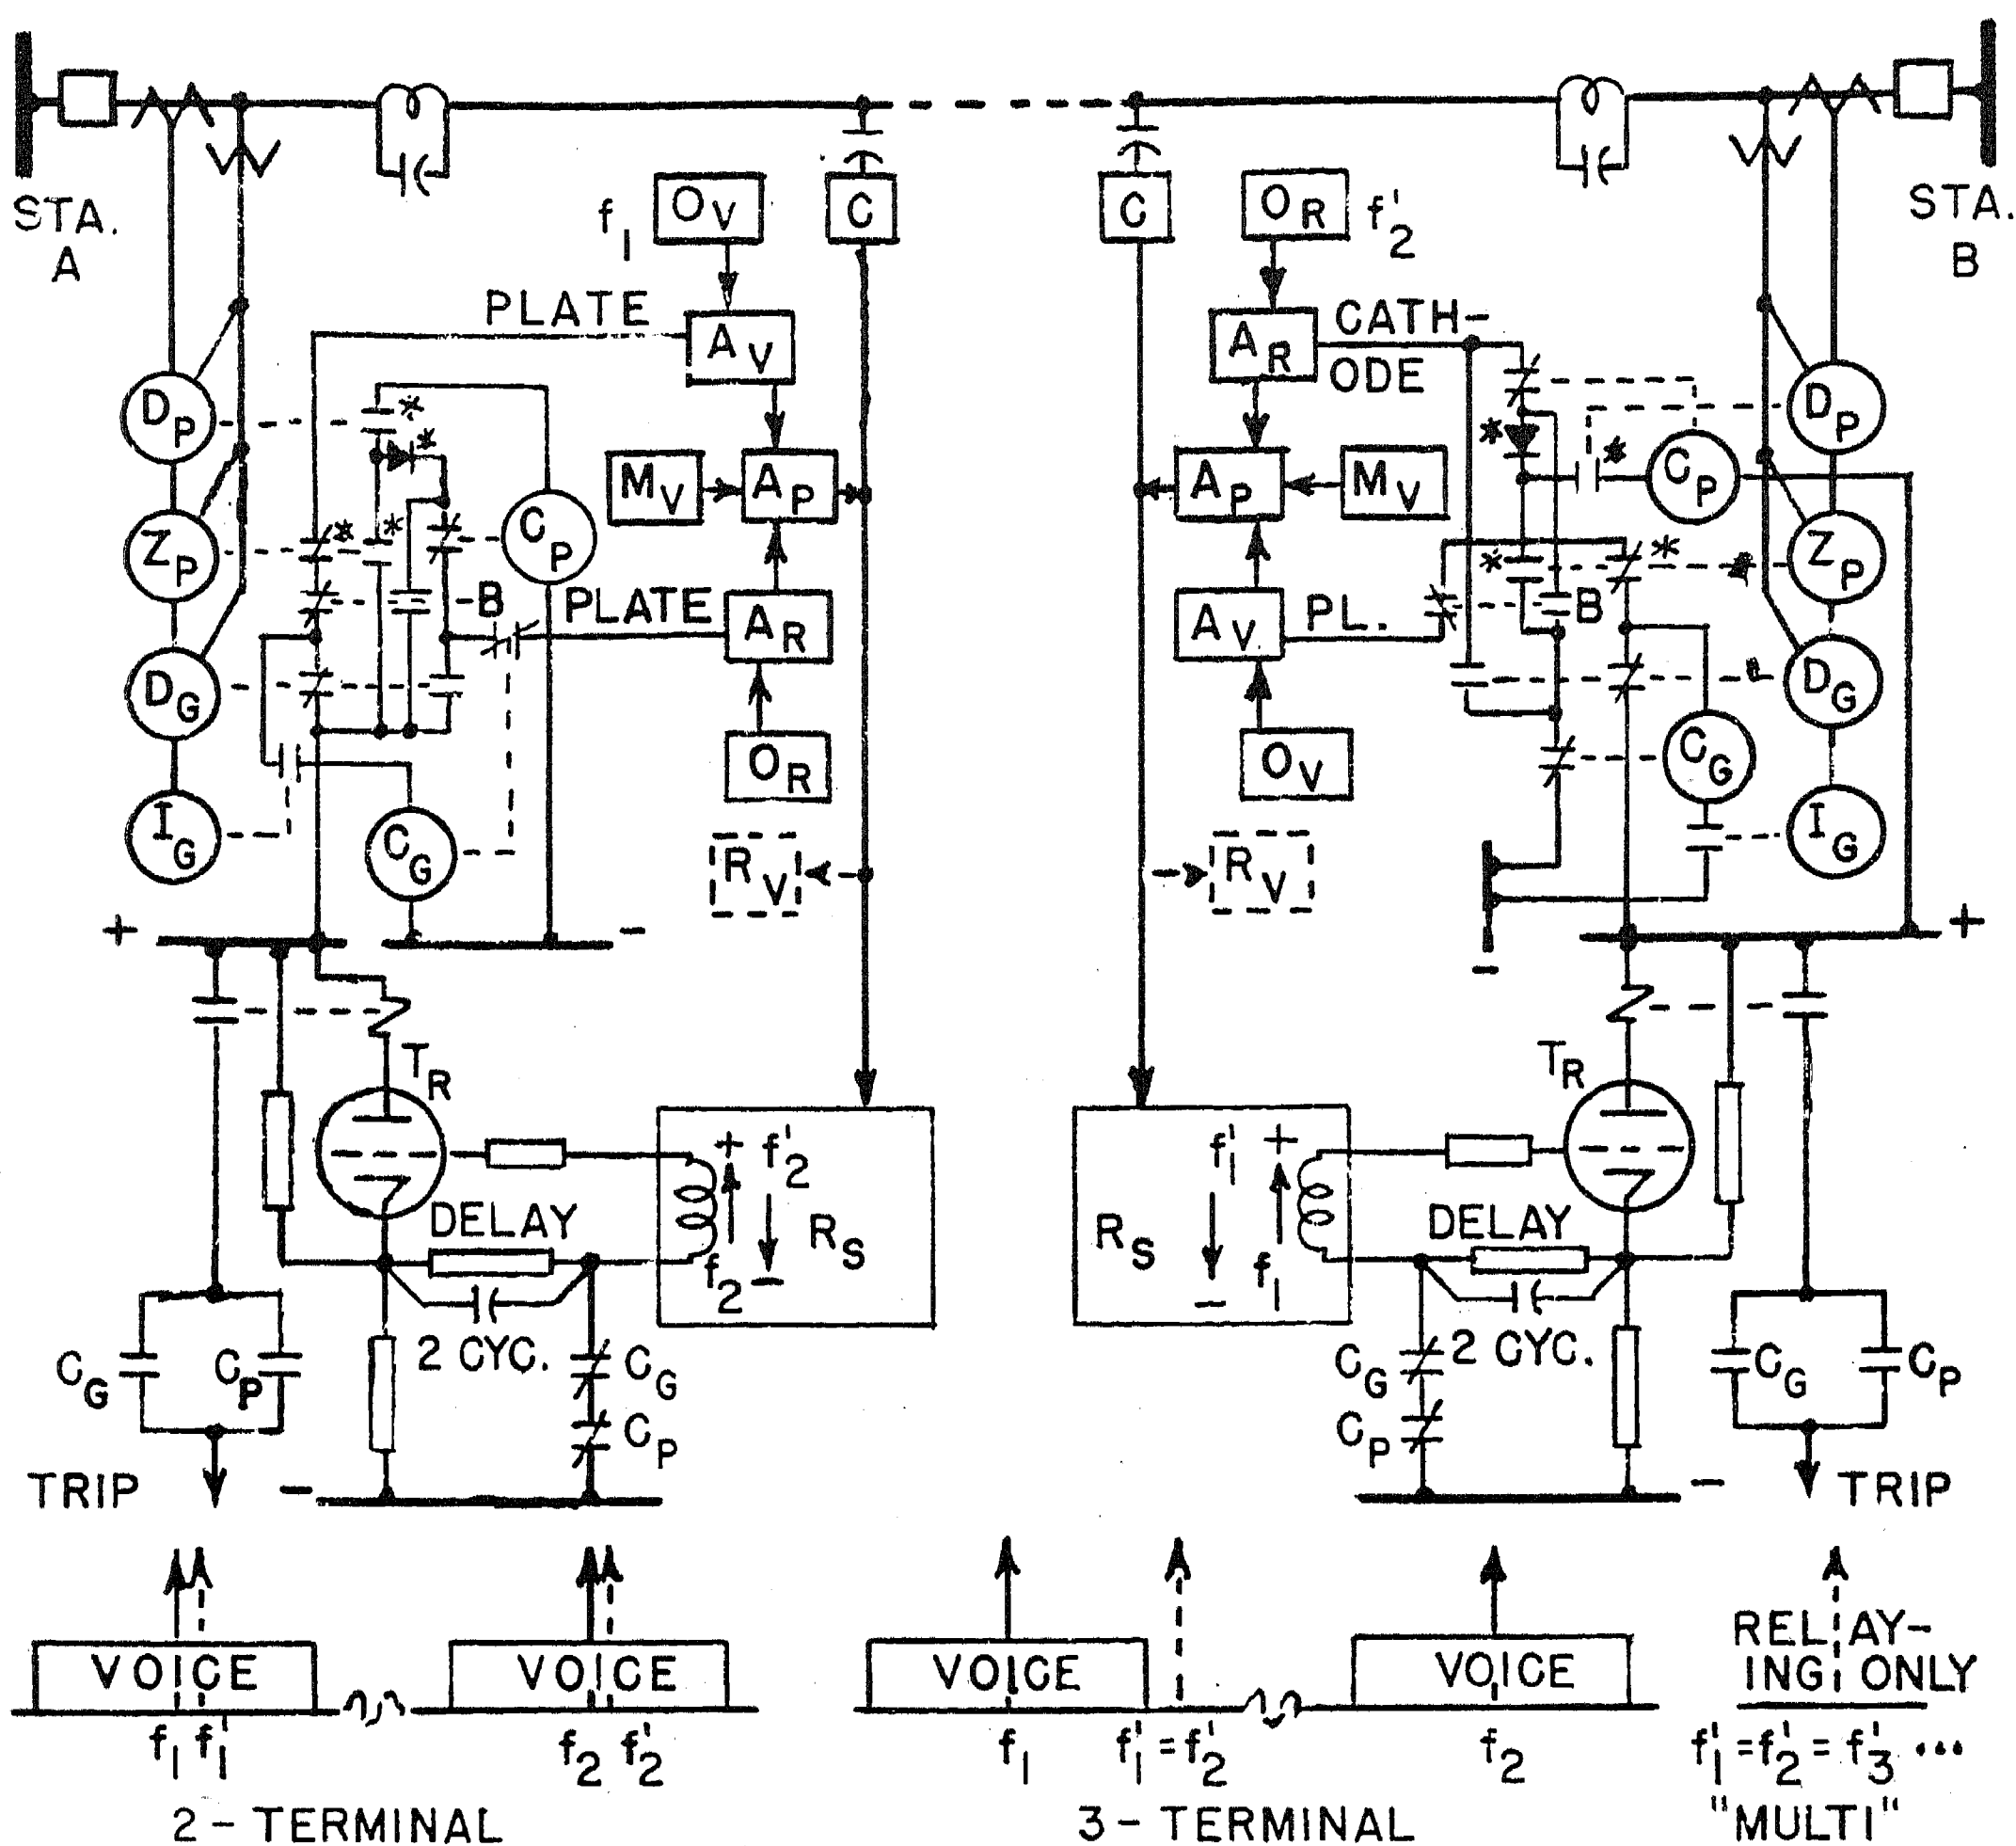 STA. A
f1
OV
C
C
OR
f'2
STA. B
PLATE
AV
AR
CATH-
ODE
DP
*
*
DP
MV
AP
CP
AP
MV
*
*
CP
ZP
*
*
*
*
ZP
B
PLATE
AR
AV
PL.
B
DG
DG
OR
OV
CG
IG
CG
RV
RV
IG
+
-
-
+
TR
TR
+
f'2
f'1
+
DELAY
f2
RS
-
RS
f1
-
DELAY
2 CYC.
2 CYC.
CG
CP
CG
CP
CG
CP
CG
CP
TRIP
-
-
TRIP
VOICE
VOICE
VOICE
VOICE
RELAY-
ING ONLY
f1 f'1
f2 f'2
f1
f'1 = f'2
f2
f'1 = f'2 = f'3 ...
2 - TERMINAL
3 - TERMINAL
"MULTI"